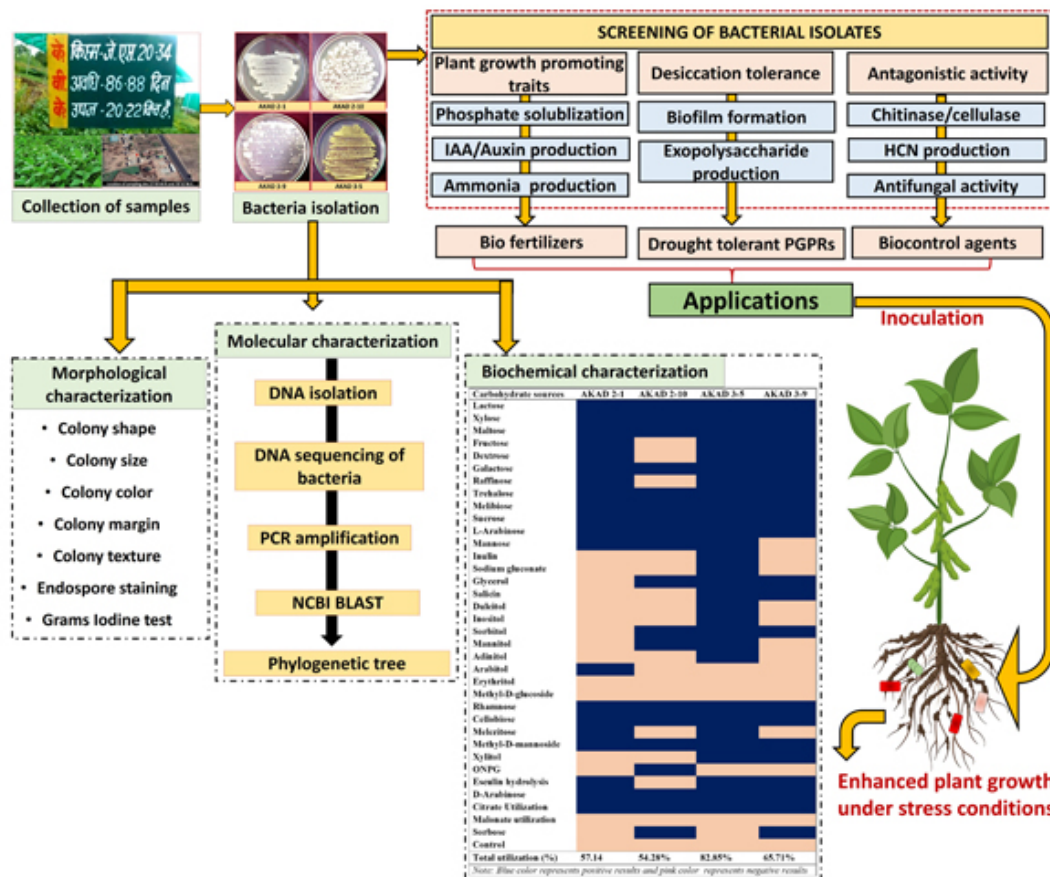 किस्म-जे.एस.20-34
अवधि-86-88 दिन
उपज-20-22
AKAD 2-1
AKAD 2-10
AKAD 3-9
AKAD 3-5
Collection of samples
Bacteria isolation
SCREENING OF BACTERIAL ISOLATES
Plant growth promoting
traits
Phosphate solublization
IAA/Auxin production
Ammonia production
Bio fertilizers
Desiccation tolerance
Biofilm formation
Exopolysaccharide
production
Drought tolerant PGPRs
Antagonistic activity
Chitinase/cellulase
HCN production
Antifungal activity
Biocontrol agents
Applications
Inoculation
Morphological
characterization
• Colony shape
• Colony size
• Colony color
• Colony margin
• Colony texture
• Endospore staining
• Grams Iodine test
Molecular characterization
DNA isolation
DNA sequencing of
bacteria
PCR amplification
NCBI BLAST
Phylogenetic tree
Biochemical characterization
Carbohydrate sources AKAD 2-1 AKAD 2-10 AKAD 3-5 AKAD 3-9
Lactose
Xylose
Maltose
Fructose
Dextrose
Galactose
Raffinose
Trehalose
Melibiose
Sucrose
L-Arabinose
Mannose
Inulin
Sodium gluconate
Glycerol
Salicin
Dulcitol
Inositol
Sorbitol
Mannitol
Adinitol
Arabitol
Erythritol
Methyl-D-glucoside
Rhamnose
Cellobiose
Melezitose
Methyl-D-mannoside
Xylitol
ONPG
Esculin hydrolysis
D-Arabinose
Citrate Utilization
Malonate utilization
Sorbose
Control
Total utilization (%) 57.14 54.28% 82.85% 65.71%
Note: Blue color represents positive results and pink color represents negative results
Enhanced plant growth
under stress conditions